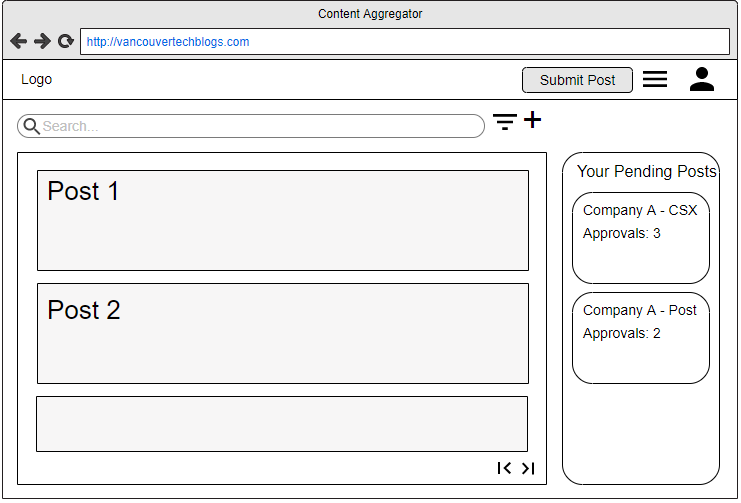 Content Aggregator
http://vancouvertechblogs.com
Logo
Submit Post
Search...
Post 1
Post 2
Your Pending Posts
Company A - CSX
Approvals: 3
Company A - Post
Approvals: 2